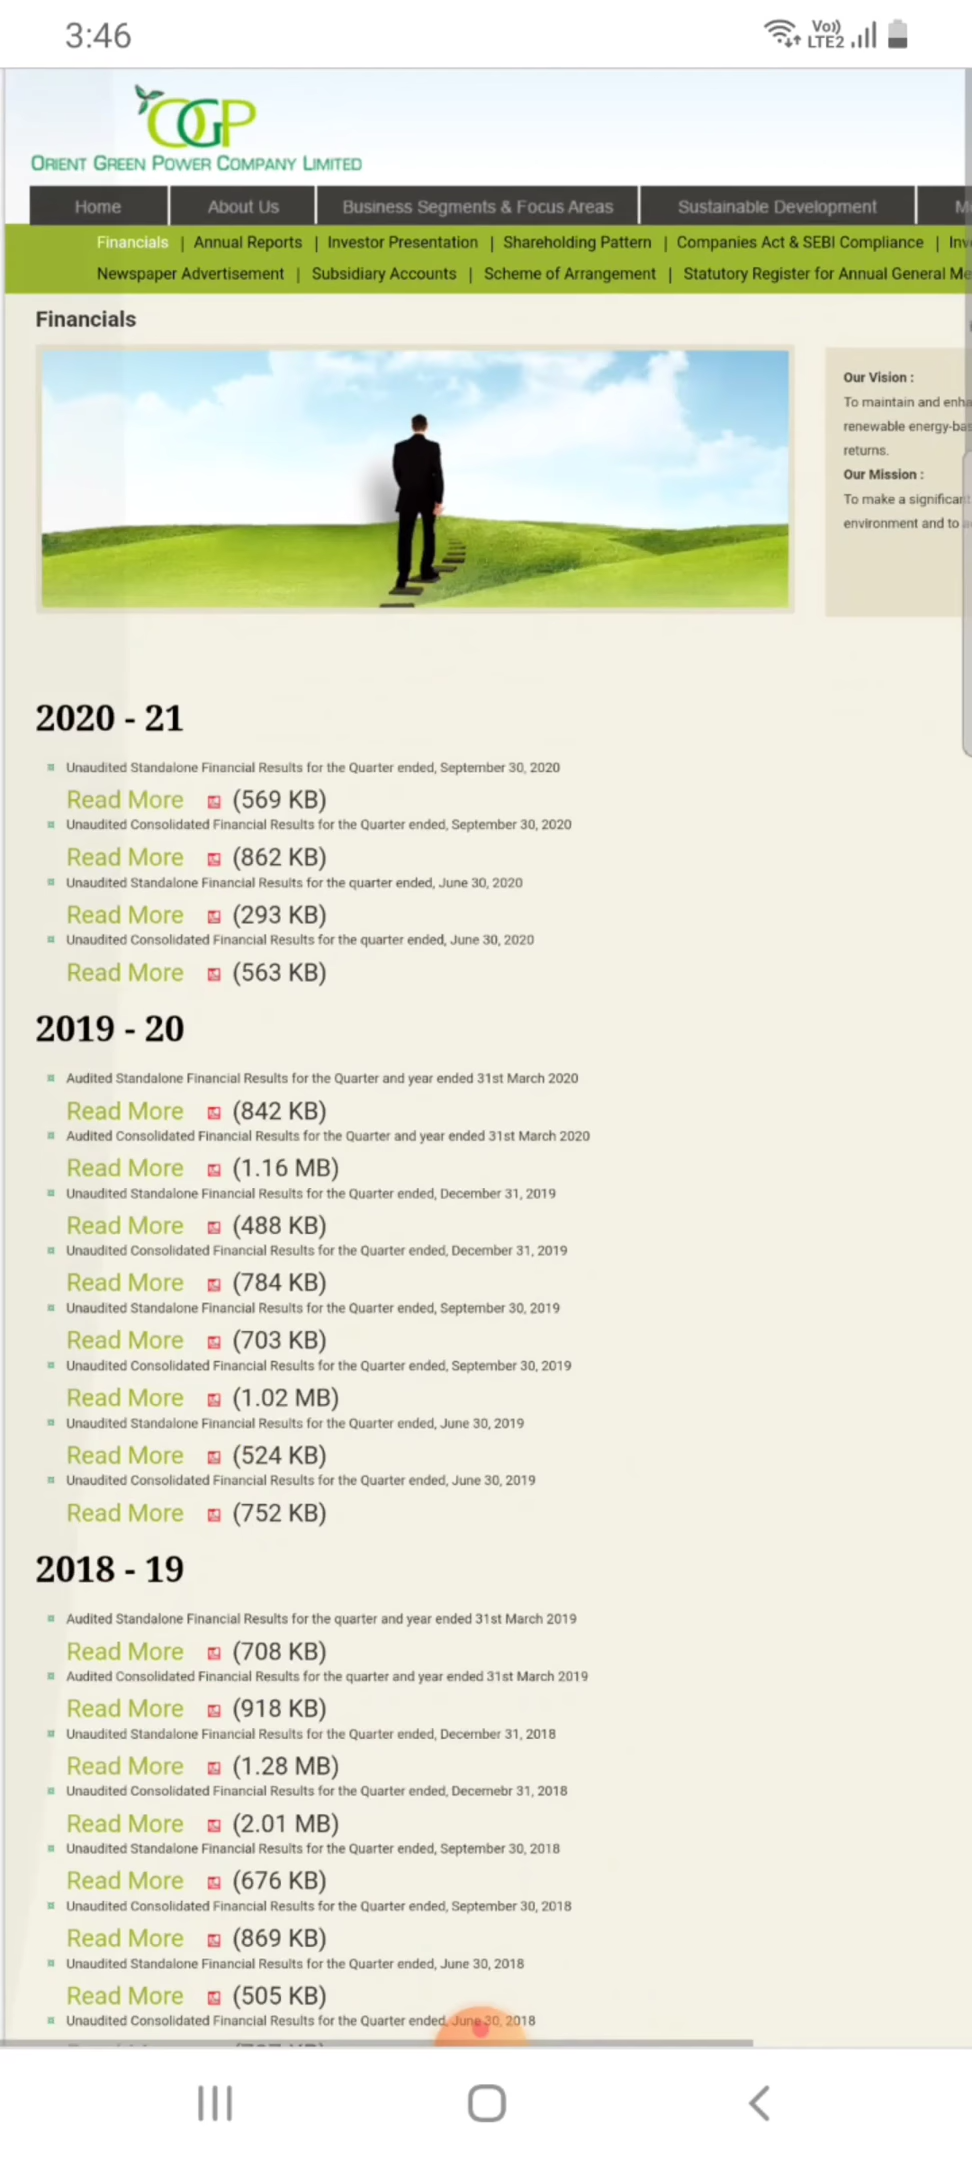 3:46
Vo))
LTE2
OGP
ORIENT GREEN POWER COMPANY LIMITED
Home
About Us
Business Segments & Focus Areas
Sustainable Development
Financials | Annual Reports | Investor Presentation | Shareholding Pattern | Companies Act & SEBI Compliance |
Newspaper Advertisement | Subsidiary Accounts | Scheme of Arrangement | Statutory Register for Annual General
Financials
Our Vision :
To maintain and
renewable
returns.
Our Mission :
To make a
environment and to
2020 - 21
Unaudited Standalone Financial Results for the Quarter ended, September 30, 2020
Read More (569 KB)
Unaudited Consolidated Financial Results for the Quarter ended, September 30, 2020
Read More (862 KB)
Unaudited Standalone Financial Results for the quarter ended, June 30, 2020
Read More (293 KB)
Unaudited Consolidated Financial Results for the quarter ended, June 30, 2020
Read More (563 KB)
2019 - 20
Audited Standalone Financial Results for the Quarter and year ended 31st March 2020
Read More (842 KB)
Audited Consolidated Financial Results for the Quarter and year ended 31st March 2020
Read More (1.16 MB)
Unaudited Standalone Financial Results for the Quarter ended, December 31, 2019
Read More (488 KB)
Unaudited Consolidated Financial Results for the Quarter ended, December 31, 2019
Read More (784 KB)
Unaudited Standalone Financial Results for the Quarter ended, September 30, 2019
Read More (703 KB)
Unaudited Consolidated Financial Results for the Quarter ended, September 30, 2019
Read More (1.02 MB)
Unaudited Standalone Financial Results for the Quarter ended, June 30, 2019
Read More (524 KB)
Unaudited Consolidated Financial Results for the Quarter ended, June 30, 2019
Read More (752 KB)
2018 - 19
Audited Standalone Financial Results for the quarter and year ended 31st March 2019
Read More (708 KB)
Audited Consolidated Financial Results for the quarter and year ended 31st March 2019
Read More (918 KB)
Unaudited Standalone Financial Results for the Quarter ended, December 31, 2018
Read More (1.28 MB)
Unaudited Consolidated Financial Results for the Quarter ended, Decemebr 31, 2018
Read More (2.01 MB)
Unaudited Standalone Financial Results for the Quarter ended, September 30, 2018
Read More (676 KB)
Unaudited Consolidated Financial Results for the Quarter ended, September 30, 2018
Read More (869 KB)
Unaudited Standalone Financial Results for the Quarter ended, June 30, 2018
Read More (505 KB)
Unaudited Consolidated Financial Results for the Quarter ended, June 30, 2018